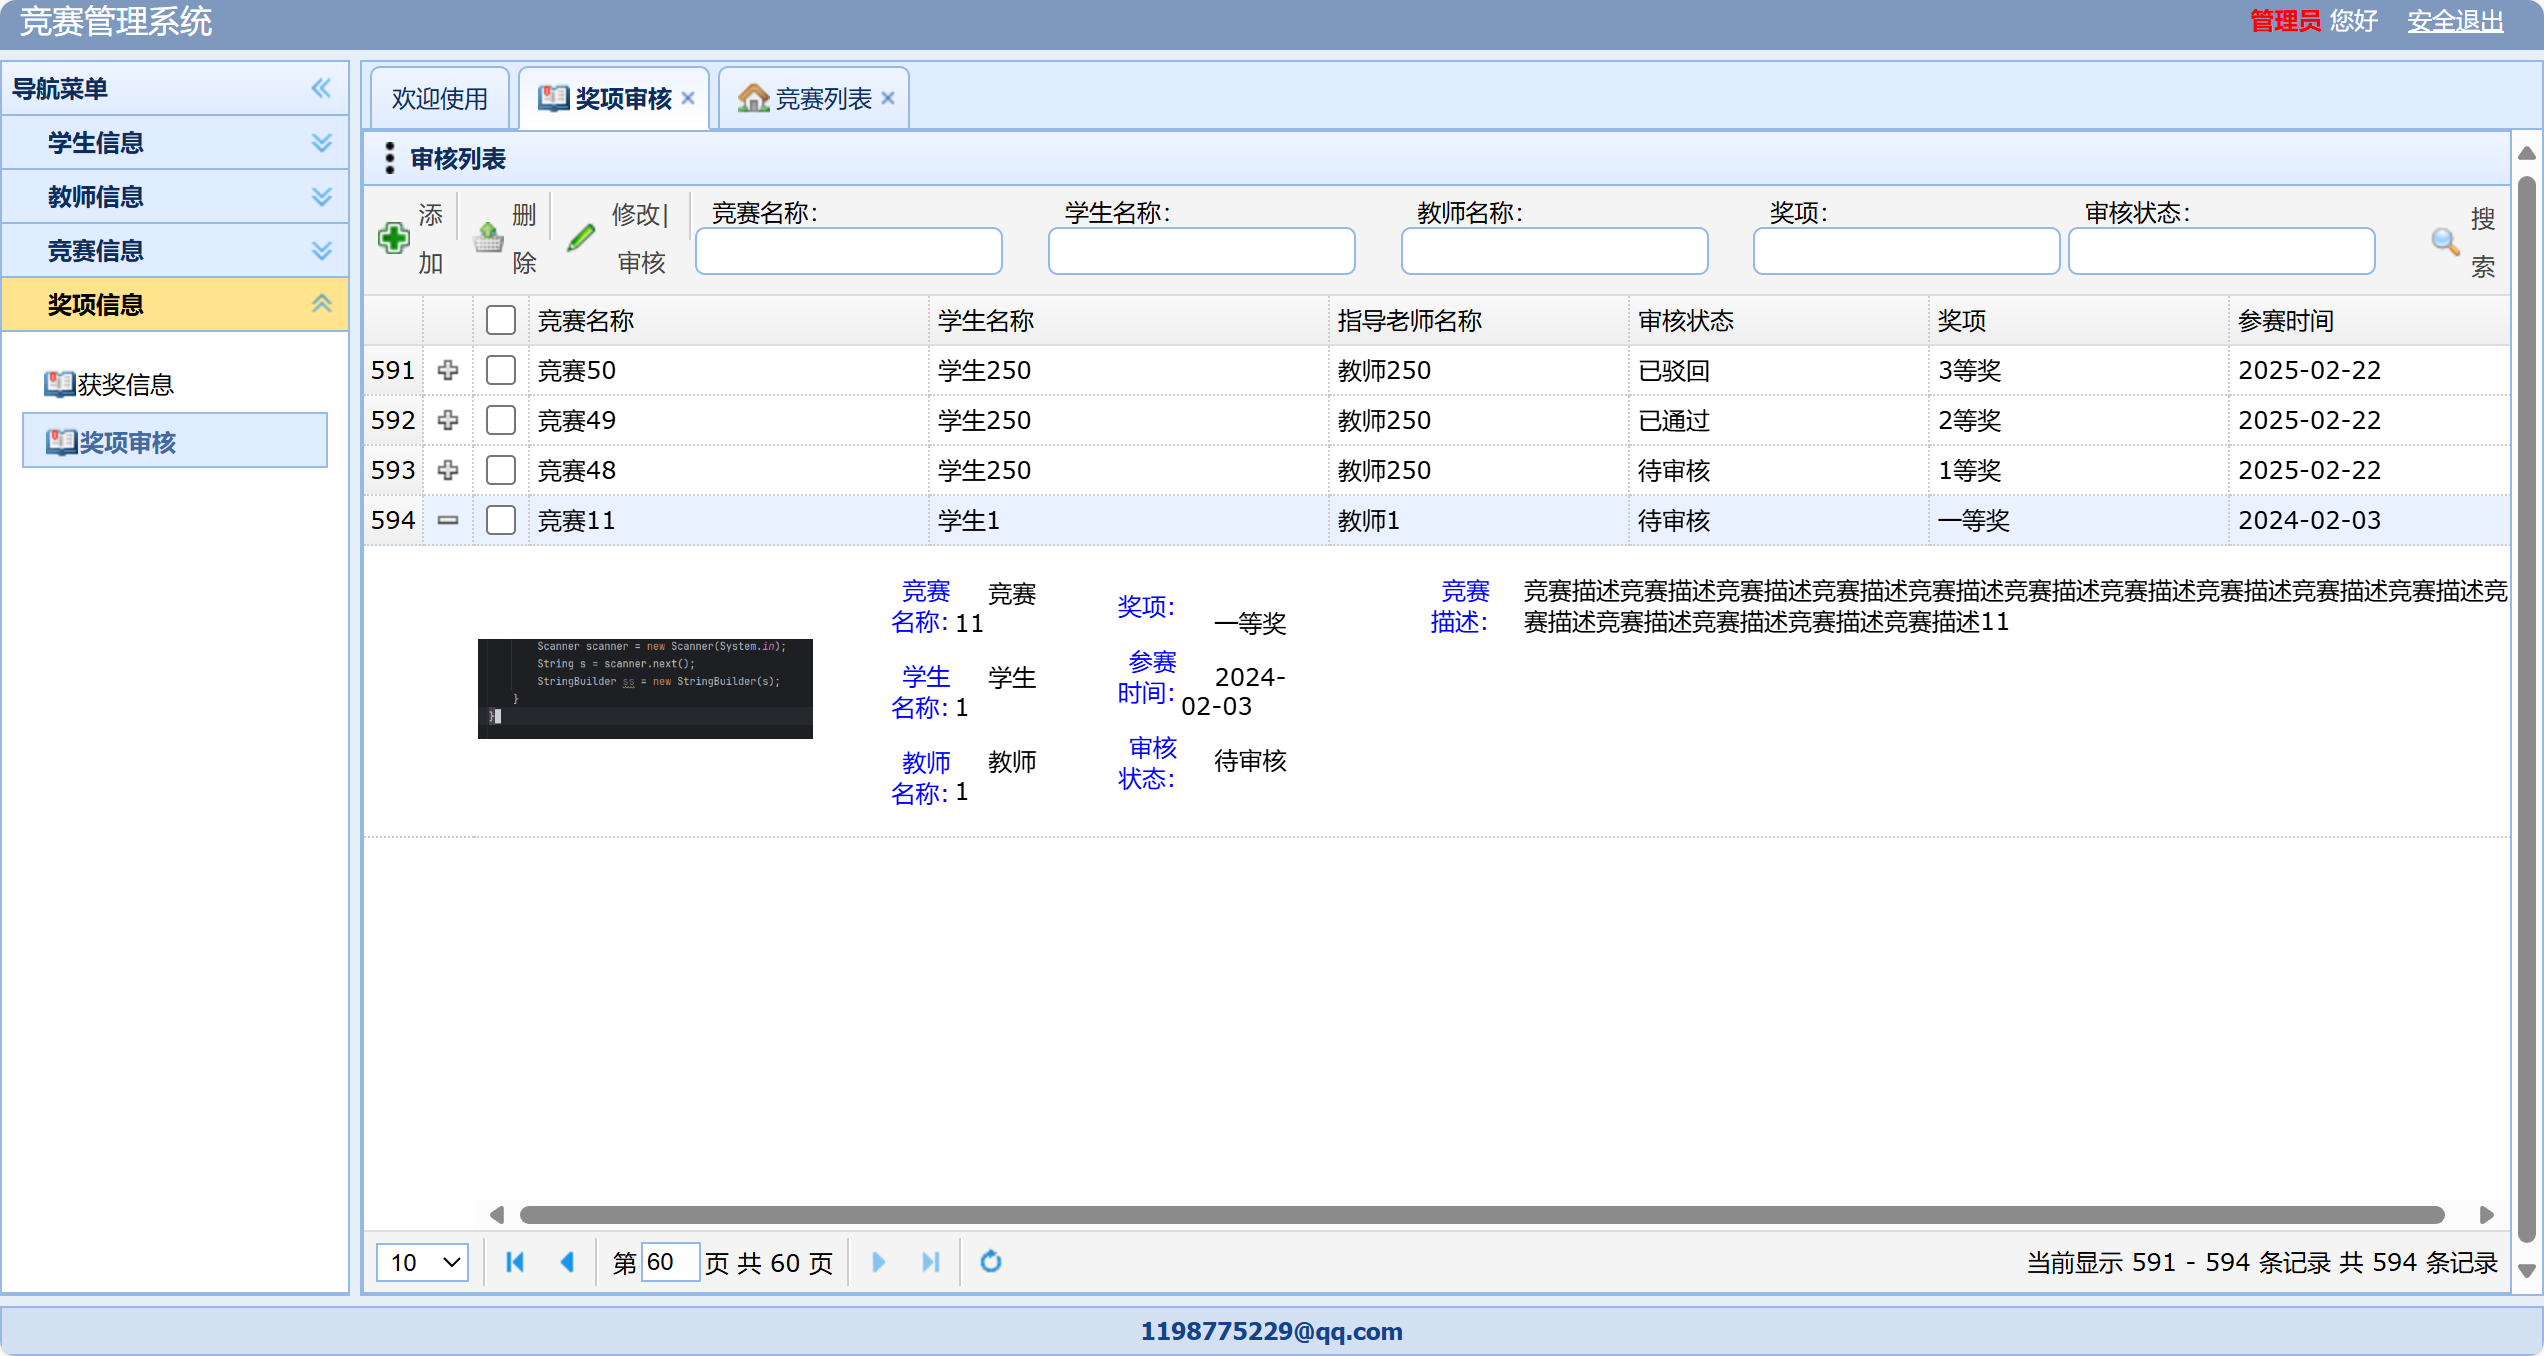 竞赛管理系统
管理员 您好 安全退出
导航菜单
学生信息
教师信息
竞赛信息
奖项信息
获奖信息
奖项审核
欢迎使用 奖项审核 竞赛列表
审核列表
添加 删除 修改|审核 竞赛名称: 学生名称: 教师名称: 奖项: 审核状态: 搜索
竞赛名称 学生名称 指导老师名称 审核状态 奖项 参赛时间
591 竞赛50 学生250 教师250 已驳回 3等奖 2025-02-22
592 竞赛49 学生250 教师250 已通过 2等奖 2025-02-22
593 竞赛48 学生250 教师250 待审核 1等奖 2025-02-22
594 竞赛11 学生1 教师1 待审核 一等奖 2024-02-03
Scanner scanner = new Scanner(System.in);
String s = scanner.next();
StringBuilder ss = new StringBuilder(s);
}
}
竞赛名称: 竞赛11
学生名称: 学生1
教师名称: 教师1
奖项: 一等奖
参赛时间: 2024-02-03
审核状态: 待审核
竞赛描述: 竞赛描述竞赛描述竞赛描述竞赛描述竞赛描述竞赛描述竞赛描述竞赛描述竞赛描述竞赛描述竞
赛描述竞赛描述竞赛描述竞赛描述竞赛描述11
10 第 60 页 共 60 页 当前显示 591 - 594 条记录 共 594 条记录
1198775229@qq.com